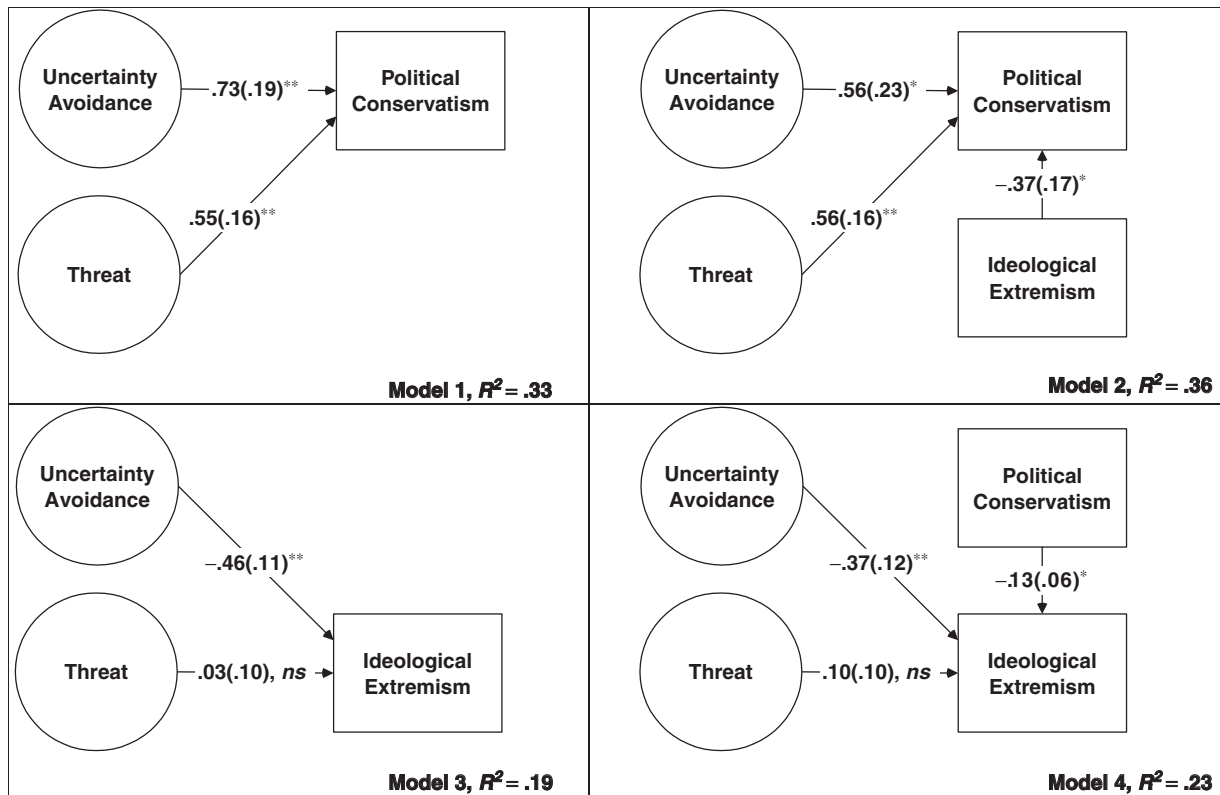 Uncertainty
Avoidance
.73(.19)**
Political
Conservatism
.55(.16)**
Threat
Model 1, R² = .33
Uncertainty
Avoidance
.56(.23)*
Political
Conservatism
–.37(.17)*
.56(.16)**
Threat
Ideological
Extremism
Model 2, R² = .36
Uncertainty
Avoidance
–.46(.11)**
Threat
.03(.10), ns
Ideological
Extremism
Model 3, R² = .19
Uncertainty
Avoidance
Political
Conservatism
–.37(.12)**
–.13(.06)*
Threat
.10(.10), ns
Ideological
Extremism
Model 4, R² = .23